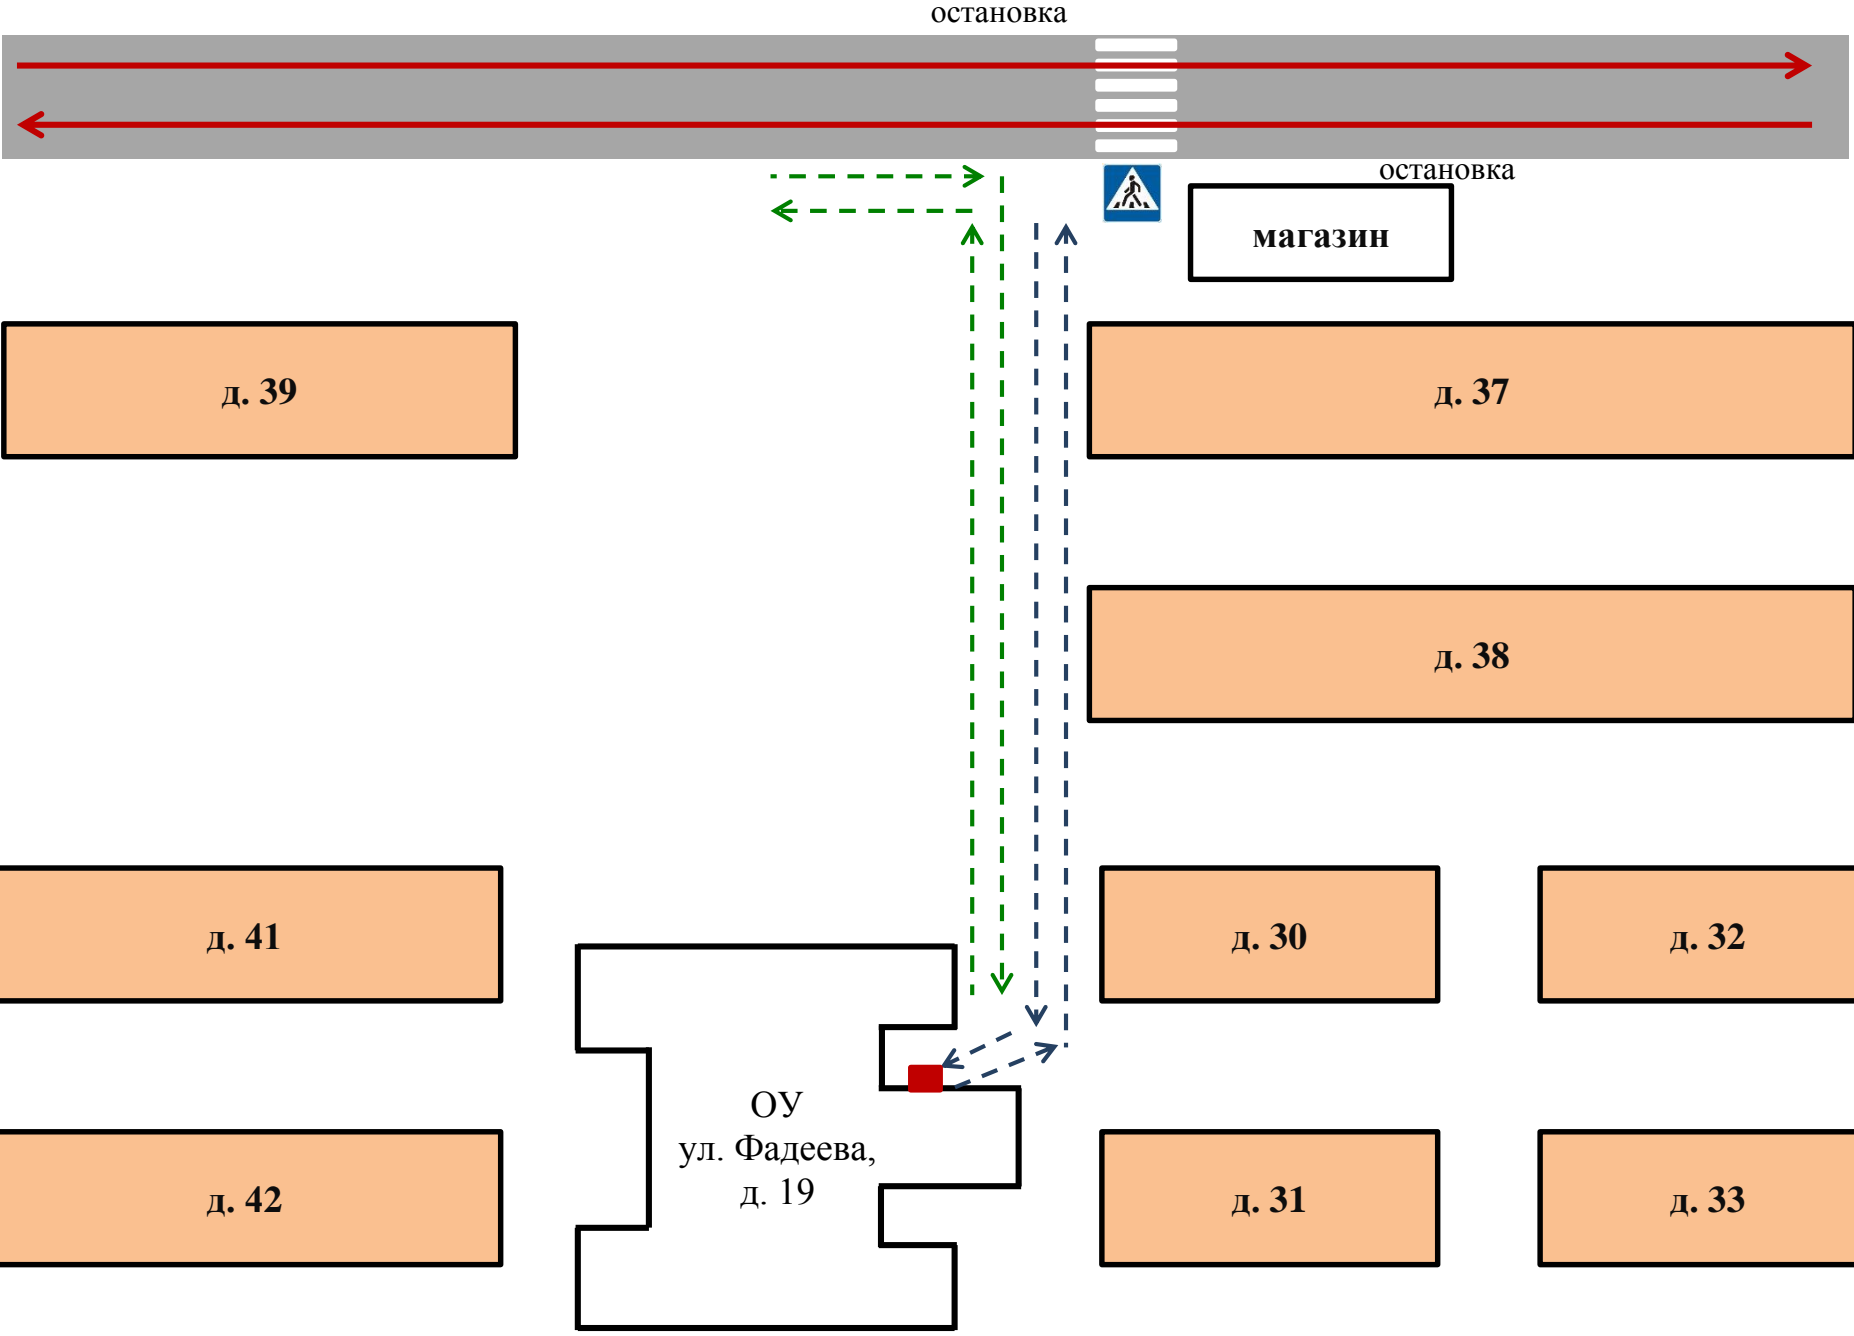 остановка
остановка
магазин
д. 39
д. 37
д. 38
д. 41
д. 30
д. 32
ОУ
ул. Фадеева,
д. 19
д. 42
д. 31
д. 33